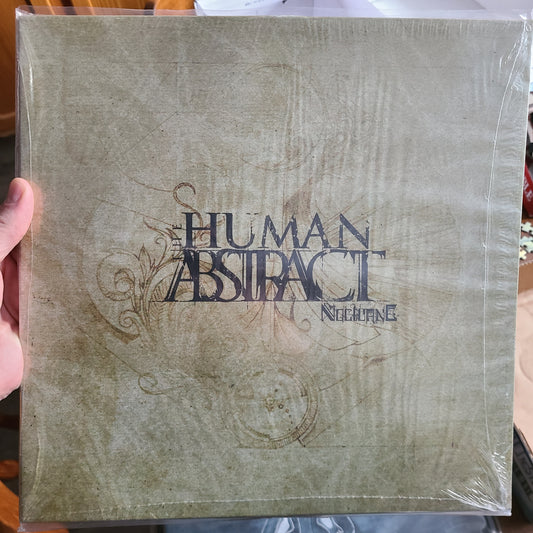 THE
HUMAN
ABSTRACT
NOCTURNE